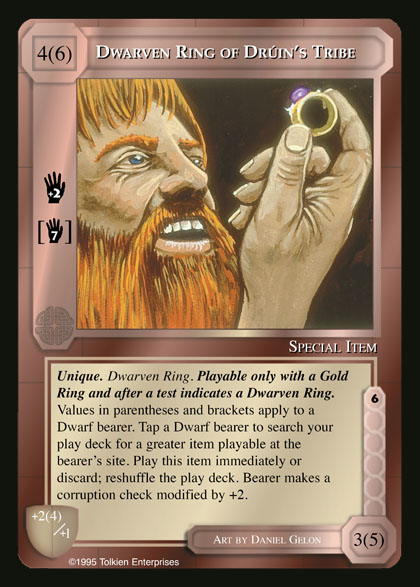 4(6)
DWARVEN RING OF DRÚIN'S TRIBE
+2
[7]
SPECIAL ITEM
Unique. Dwarven Ring. Playable only with a Gold
Ring and after a test indicates a Dwarven Ring.
Values in parentheses and brackets apply to a
Dwarf bearer. Tap a Dwarf bearer to search your
play deck for a greater item playable at the
bearer's site. Play this item immediately or
discard; reshuffle the play deck. Bearer makes a
corruption check modified by +2.
6
+2(4)
/+1
ART BY DANIEL GELON
3(5)
©1995 Tolkien Enterprises